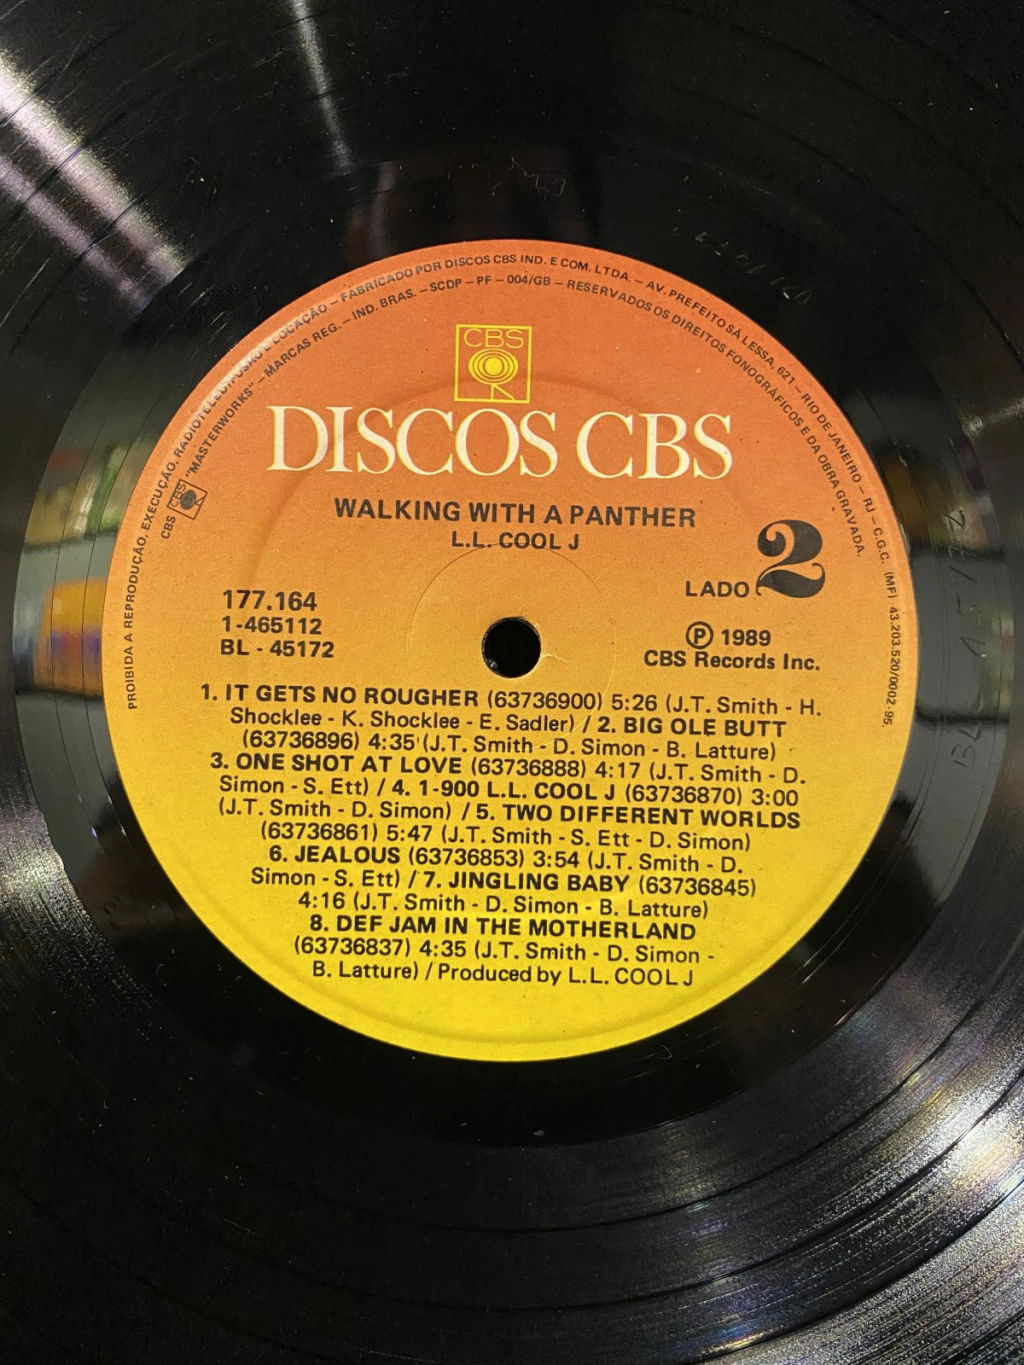 PROIBIDA A REPRODUÇÃO, EXECUÇÃO, RADIOTELEDIFUSÃO E LOCAÇÃO – FABRICADO POR DISCOS CBS IND. E COM. LTDA. – AV. PREFEITO SÁ LESSA, 621 – RIO DE JANEIRO – RJ – C.G.C. (MF) 43.203.520/0002-95.
CBS CBS "MASTERWORKS" – MARCAS REG. – IND. BRAS. – SCDP – PF – 004/GB – RESERVADOS OS DIREITOS FONOGRÁFICOS E DA OBRA GRAVADA.
CBS
DISCOS CBS
WALKING WITH A PANTHER
L.L. COOL J
LADO 2
177.164
1-465112
BL - 45172
Ⓟ 1989
CBS Records Inc.
1. IT GETS NO ROUGHER (63736900) 5:26 (J.T. Smith - H.
Shocklee - K. Shocklee - E. Sadler) / 2. BIG OLE BUTT
(63736896) 4:35 (J.T. Smith - D. Simon - B. Latture)
3. ONE SHOT AT LOVE (63736888) 4:17 (J.T. Smith - D.
Simon - S. Ett) / 4. 1-900 L.L. COOL J (63736870) 3:00
(J.T. Smith - D. Simon) / 5. TWO DIFFERENT WORLDS
(63736861) 5:47 (J.T. Smith - S. Ett - D. Simon)
6. JEALOUS (63736853) 3:54 (J.T. Smith - D.
Simon - S. Ett) / 7. JINGLING BABY (63736845)
4:16 (J.T. Smith - D. Simon - B. Latture)
8. DEF JAM IN THE MOTHERLAND
(63736837) 4:35 (J.T. Smith - D. Simon -
B. Latture) / Produced by L.L. COOL J